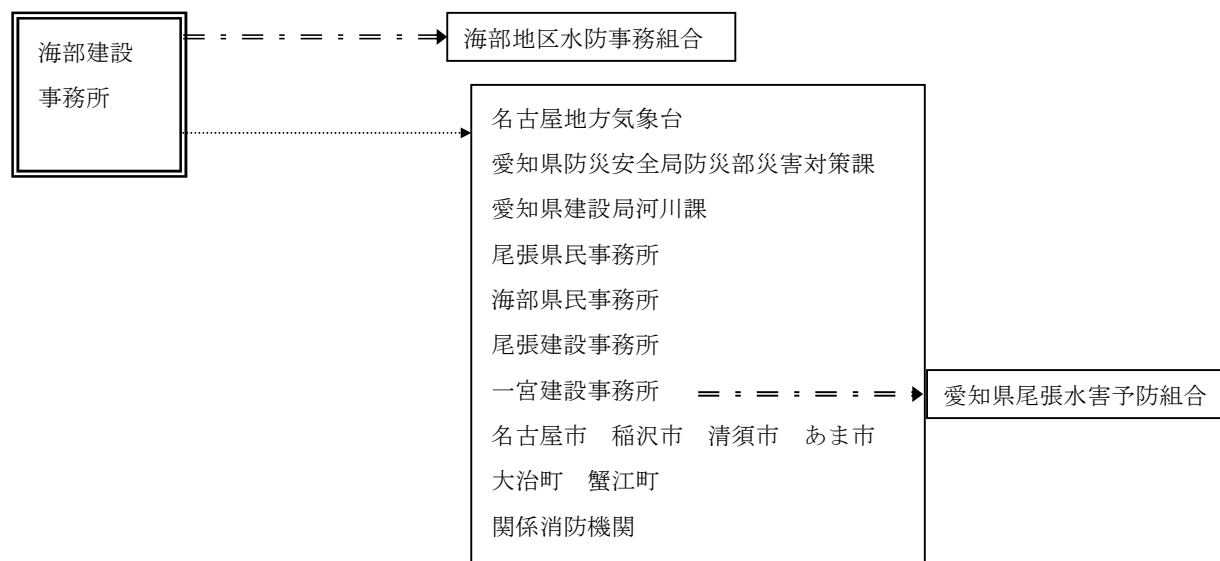 海部建設
事務所
海部地区水防事務組合
名古屋地方気象台
愛知県防災安全局防災部災害対策課
愛知県建設局河川課
尾張県民事務所
海部県民事務所
尾張建設事務所
一宮建設事務所
愛知県尾張水害予防組合
名古屋市　稲沢市　清須市　あま市
大治町　蟹江町
関係消防機関